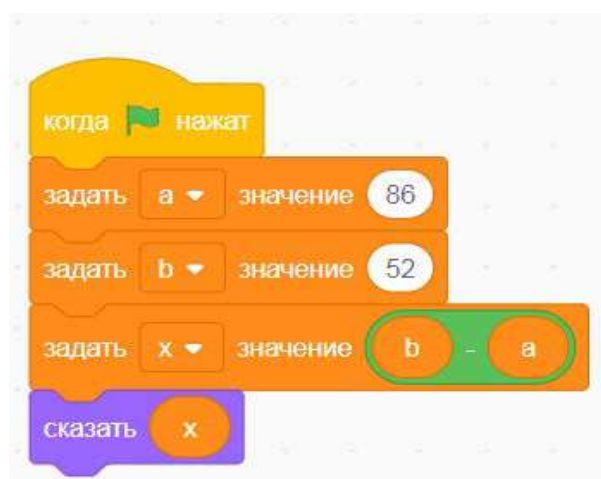 когда нажат
задать a значение 86
задать b значение 52
задать x значение b - a
сказать x